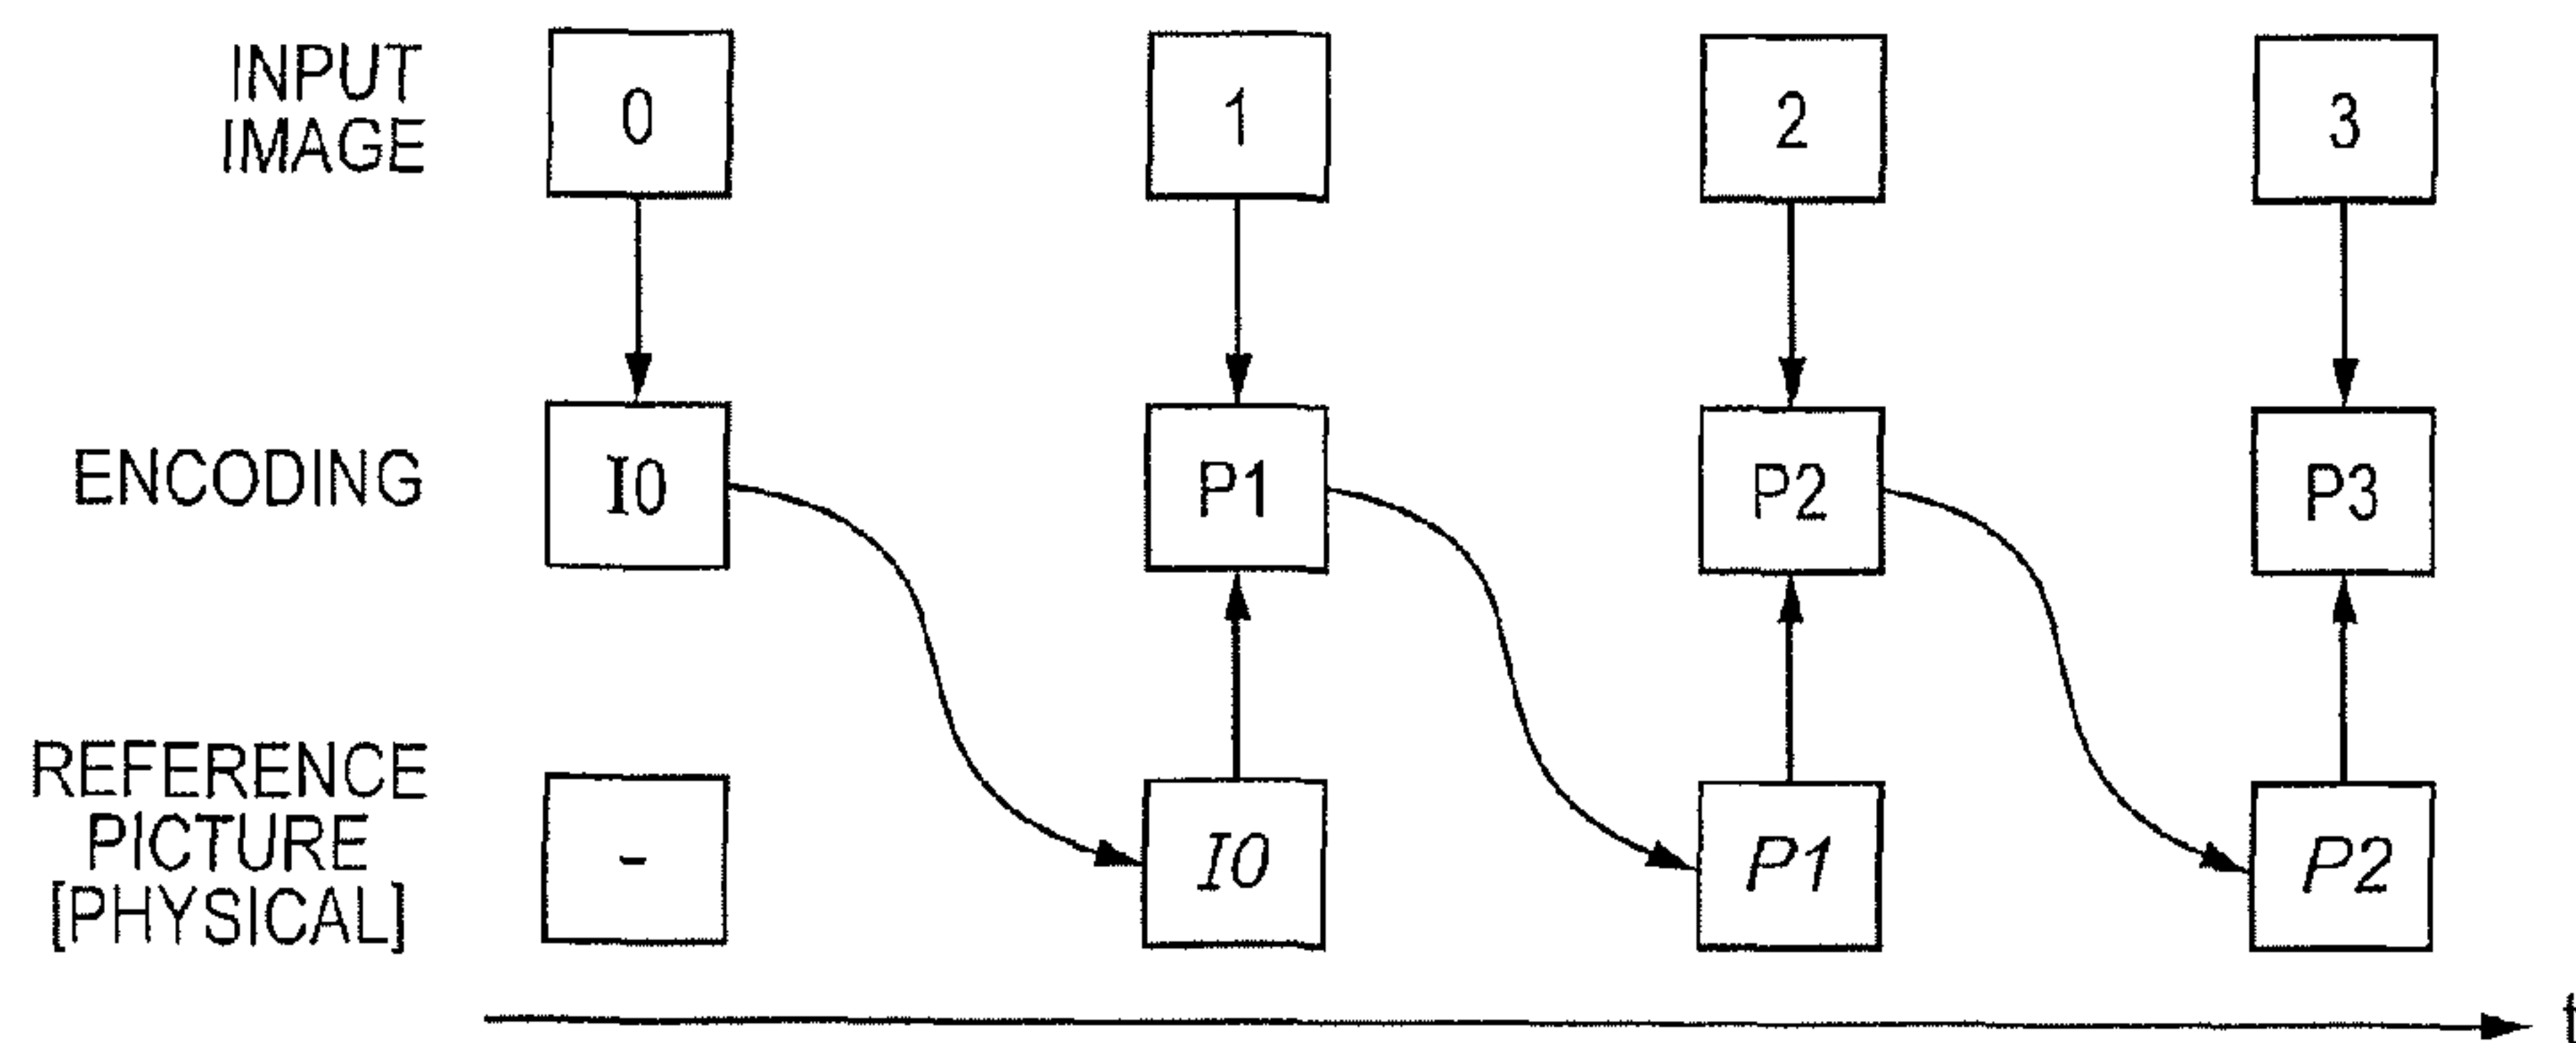 INPUT
IMAGE
0
1
2
3
ENCODING
I0
P1
P2
P3
REFERENCE
PICTURE
[PHYSICAL]
-
I0
P1
P2
t